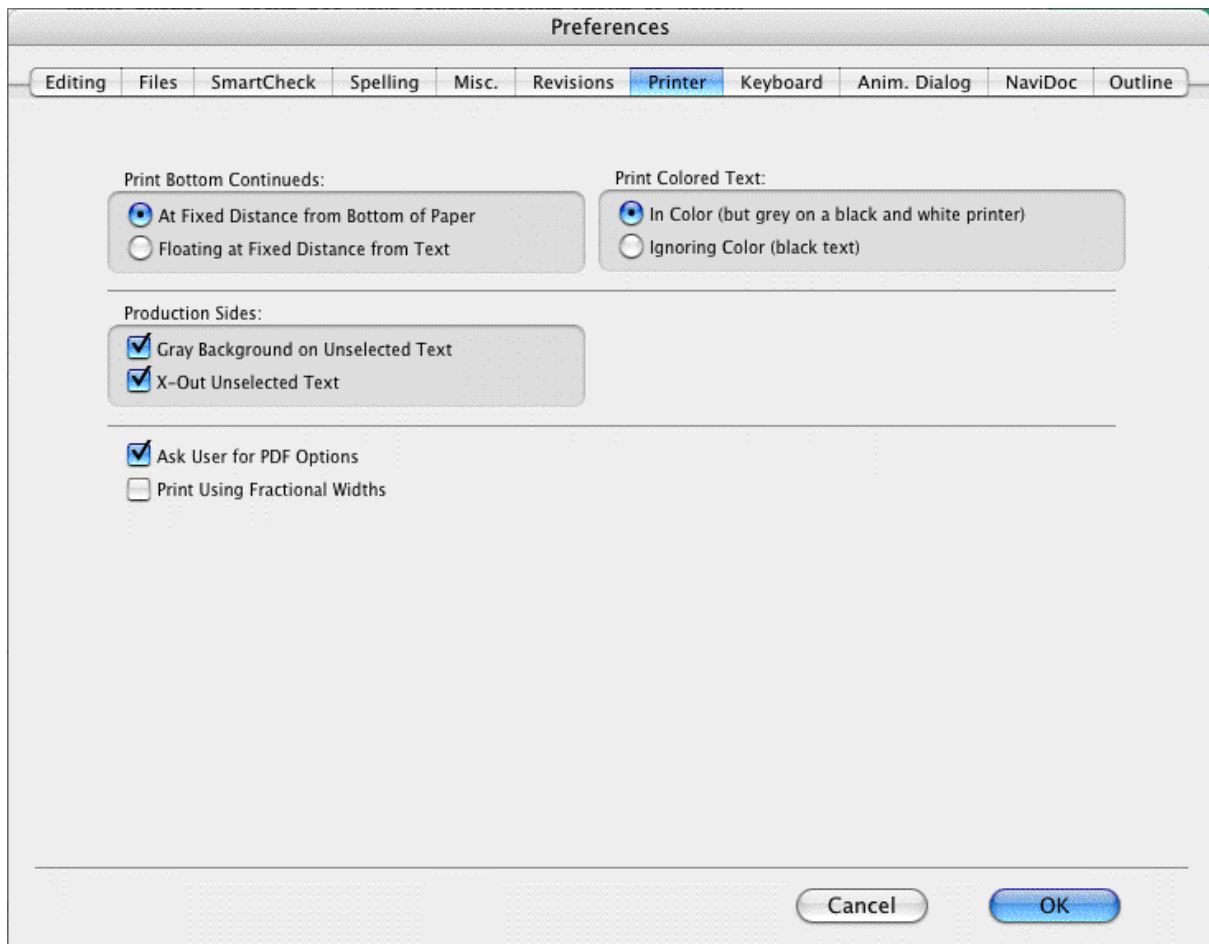 Preferences
Editing Files SmartCheck Spelling Misc. Revisions Printer Keyboard Anim. Dialog NaviDoc Outline
Print Bottom Continueds:
At Fixed Distance from Bottom of Paper
Floating at Fixed Distance from Text
Print Colored Text:
In Color (but grey on a black and white printer)
Ignoring Color (black text)
Production Sides:
Gray Background on Unselected Text
X-Out Unselected Text
Ask User for PDF Options
Print Using Fractional Widths
Cancel OK